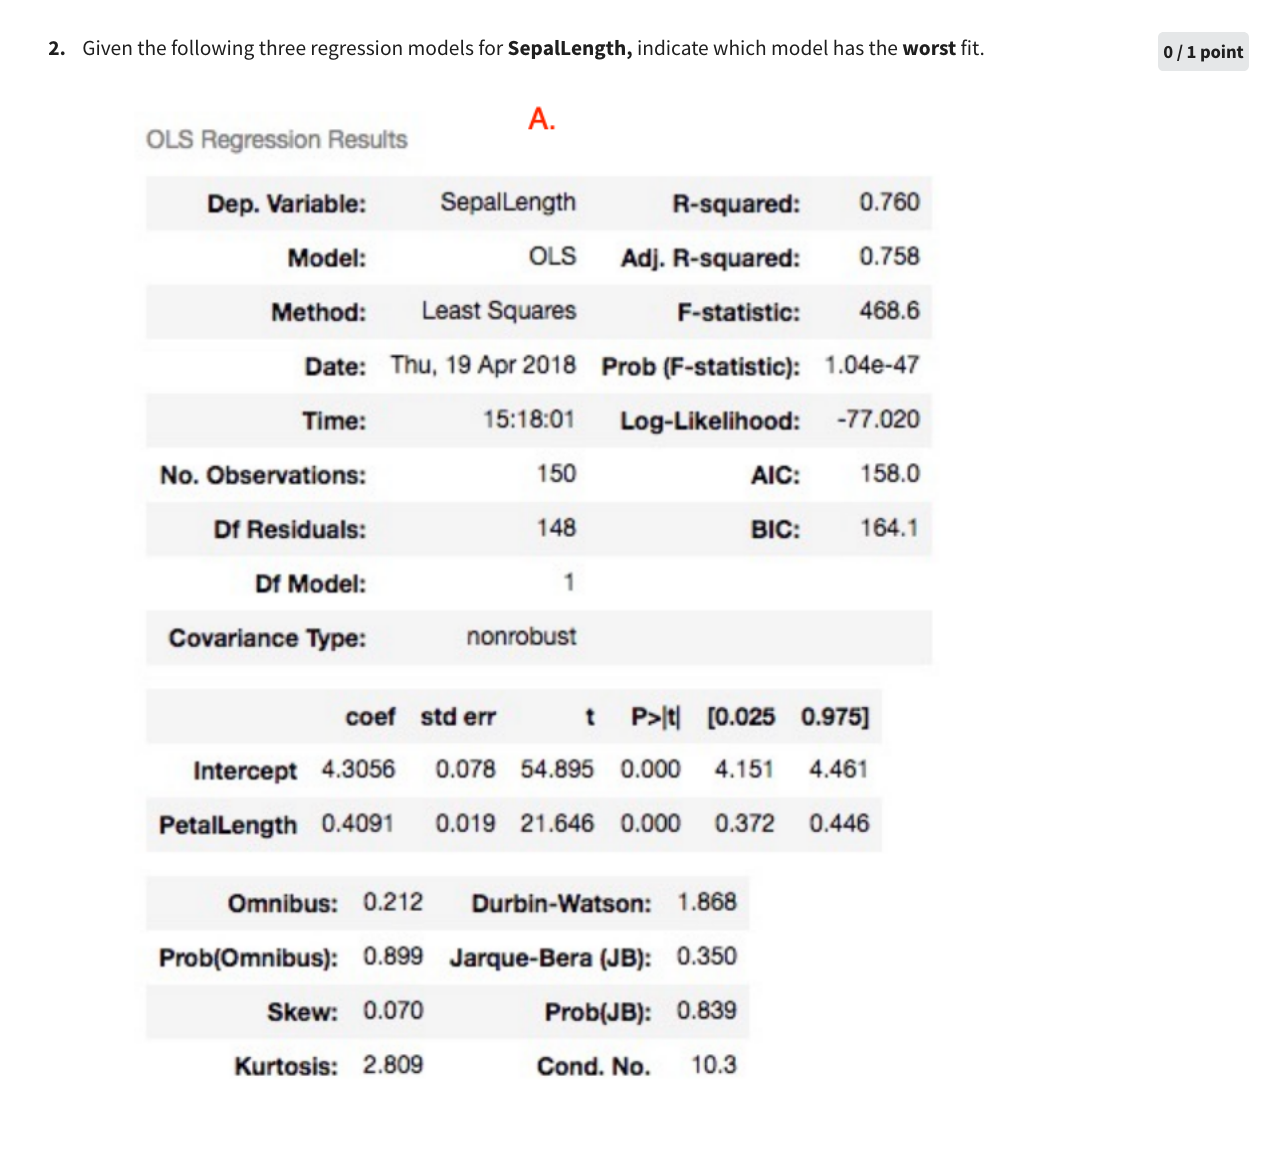 2. Given the following three regression models for SepalLength, indicate which model has the worst fit.
0 / 1 point
A.
OLS Regression Results
Dep. Variable: SepalLength R-squared: 0.760
Model: OLS Adj. R-squared: 0.758
Method: Least Squares F-statistic: 468.6
Date: Thu, 19 Apr 2018 Prob (F-statistic): 1.04e-47
Time: 15:18:01 Log-Likelihood: -77.020
No. Observations: 150 AIC: 158.0
Df Residuals: 148 BIC: 164.1
Df Model: 1
Covariance Type: nonrobust
coef std err t P>|t| [0.025 0.975]
Intercept 4.3056 0.078 54.895 0.000 4.151 4.461
PetalLength 0.4091 0.019 21.646 0.000 0.372 0.446
Omnibus: 0.212 Durbin-Watson: 1.868
Prob(Omnibus): 0.899 Jarque-Bera (JB): 0.350
Skew: 0.070 Prob(JB): 0.839
Kurtosis: 2.809 Cond. No. 10.3